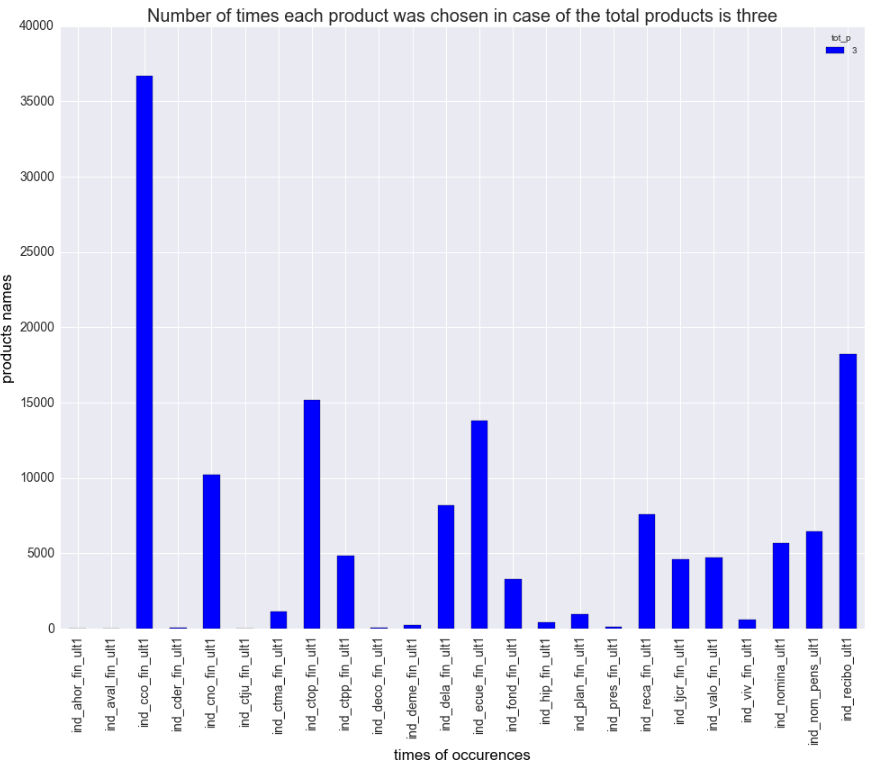 Number of times each product was chosen in case of the total products is three
tot_p
3
40000
35000
30000
25000
20000
15000
10000
5000
0
products names
ind_ahor_fin_ult1
ind_aval_fin_ult1
ind_cco_fin_ult1
ind_cder_fin_ult1
ind_cno_fin_ult1
ind_ctju_fin_ult1
ind_ctma_fin_ult1
ind_ctop_fin_ult1
ind_ctpp_fin_ult1
ind_deco_fin_ult1
ind_deme_fin_ult1
ind_dela_fin_ult1
ind_ecue_fin_ult1
ind_fond_fin_ult1
ind_hip_fin_ult1
ind_plan_fin_ult1
ind_pres_fin_ult1
ind_reca_fin_ult1
ind_tjcr_fin_ult1
ind_valo_fin_ult1
ind_viv_fin_ult1
ind_nomina_ult1
ind_nom_pens_ult1
ind_recibo_ult1
times of occurences